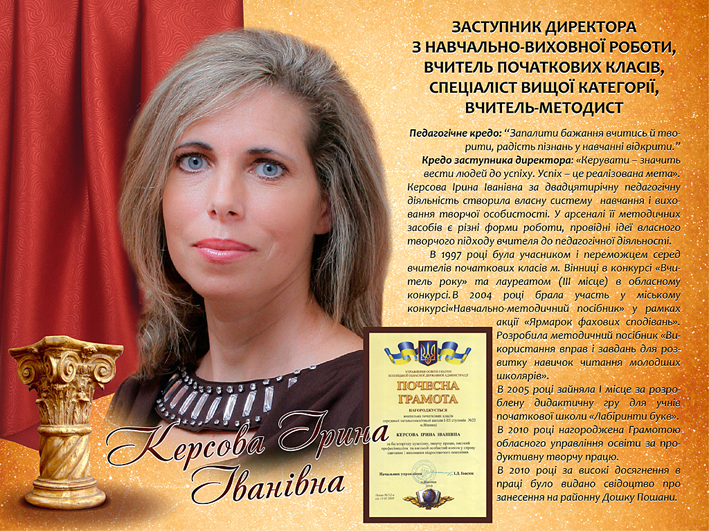 ЗАСТУПНИК ДИРЕКТОРА
З НАВЧАЛЬНО-ВИХОВНОЇ РОБОТИ,
ВЧИТЕЛЬ ПОЧАТКОВИХ КЛАСІВ,
СПЕЦІАЛІСТ ВИЩОЇ КАТЕГОРІЇ,
ВЧИТЕЛЬ-МЕТОДИСТ
Педагогічне кредо: “Запалити бажання вчитись й тво-
рити, радість пізнань у навчанні відкрити.”
Кредо заступника директора: «Керувати – значить
вести людей до успіху. Успіх – це реалізована мета».
Керсова Ірина Іванівна за двадцятирічну педагогічну
діяльність створила власну систему навчання і вихо-
вання творчої особистості. У арсеналі її методичних
засобів є різні форми роботи, провідні ідеї власного
творчого підходу вчителя до педагогічної діяльності.
В 1997 році була учасником і переможцем серед
вчителів початкових класів м. Вінниці в конкурсі «Вчи-
тель року» та лауреатом (ІІІ місце) в обласному
конкурсі.В 2004 році брала участь у міському
конкурсі«Навчально-методичний посібник» у рамках
акції «Ярмарок фахових сподівань».
Розробила методичний посібник «Ви-
користання вправ і завдань для роз-
витку навичок читання молодших
школярів».
В 2005 році зайняла І місце за розро-
блену дидактичну гру для учнів
початкової школи «Лабіринти букв».
В 2010 році нагороджена Грамотою
обласного управління освіти за про-
дуктивну творчу працю.
В 2010 за високі досягнення в
праці було видано свідоцтво про
занесення на районну Дошку Пошани.
Керсова Ірина
Іванівна
ПОЧЕСНА
ГРАМОТА
НАГОРОДЖУЄТЬСЯ
КЕРСОВА ІРИНА ІВАНІВНА
Начальник управління